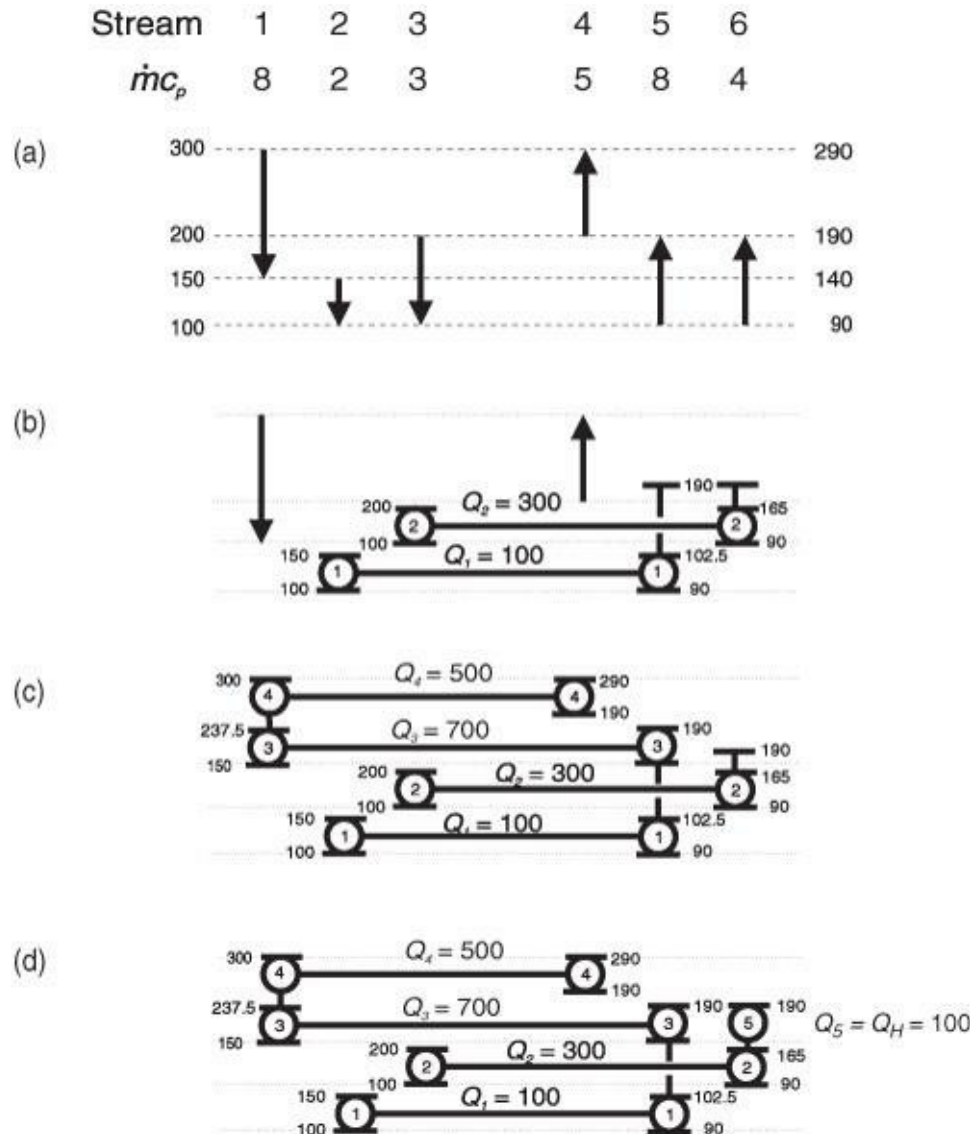 Stream 1 2 3 4 5 6
ṁc_p 8 2 3 5 8 4
(a)
300 290
200 190
150 140
100 90
(b)
190
200 Q₂ = 300 165
2 2
100 90
150 Q₁ = 100 102.5
1 1
100 90
(c)
300 Q₄ = 500 290
4 4
190
237.5 Q₃ = 700 190
3 3
150 190
200 Q₂ = 300 165
2 2
100 90
150 Q₁ = 100 102.5
1 1
100 90
(d)
300 Q₄ = 500 290
4 4
190
237.5 Q₃ = 700 190 190
3 3 5 Q₅ = Q_H = 100
150
200 Q₂ = 300 165
2 2
100 90
150 Q₁ = 100 102.5
1 1
100 90